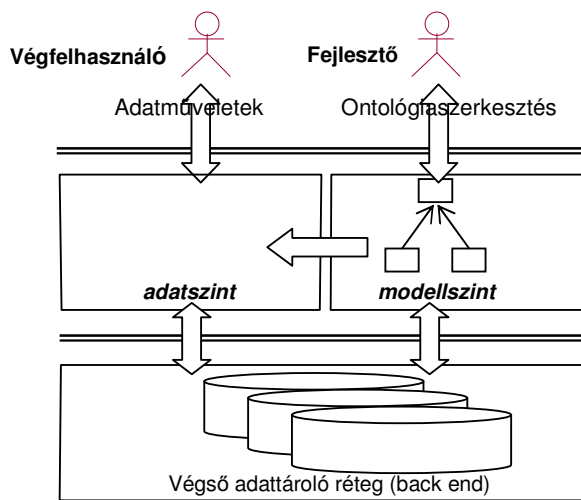 Végfelhasználó Fejlesztő
Adatműveletek Ontológiaszerkesztés
adatszint modellszint
Végső adattároló réteg (back end)